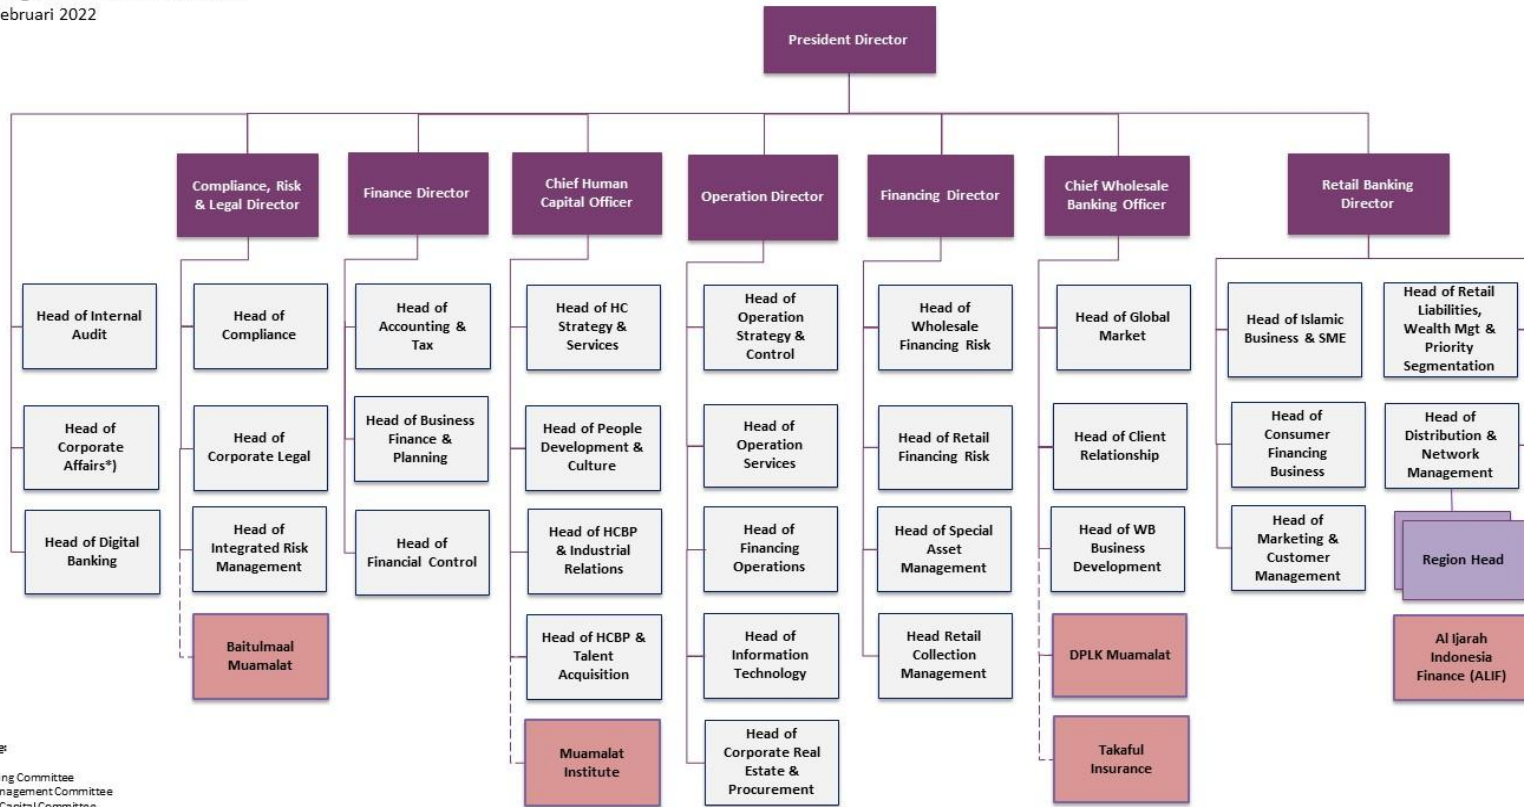 ebruari 2022
President Director
Compliance, Risk
& Legal Director
Finance Director
Chief Human
Capital Officer
Operation Director
Financing Director
Chief Wholesale
Banking Officer
Retail Banking
Director
Head of Internal
Audit
Head of
Corporate
Affairs*)
Head of Digital
Banking
Head of
Compliance
Head of
Corporate Legal
Head of
Integrated Risk
Management
Baitulmaal
Muamalat
Head of
Accounting &
Tax
Head of Business
Finance &
Planning
Head of
Financial Control
Head of HC
Strategy &
Services
Head of People
Development &
Culture
Head of HCBP
& Industrial
Relations
Head of HCBP &
Talent
Acquisition
Muamalat
Institute
Head of
Operation
Strategy &
Control
Head of
Operation
Services
Head of
Financing
Operations
Head of
Information
Technology
Head of
Corporate Real
Estate &
Procurement
Head of
Wholesale
Financing Risk
Head of Retail
Financing Risk
Head of Special
Asset
Management
Head Retail
Collection
Management
Head of Global
Market
Head of Client
Relationship
Head of WB
Business
Development
DPLK Muamalat
Takaful
Insurance
Head of Islamic
Business & SME
Head of
Consumer
Financing
Business
Head of
Marketing &
Customer
Management
Head of Retail
Liabilities,
Wealth Mgt &
Priority
Segmentation
Head of
Distribution &
Network
Management
Region Head
Al Ijarah
Indonesia
Finance (ALIF)
ng Committee
nagement Committee
Capital Committee